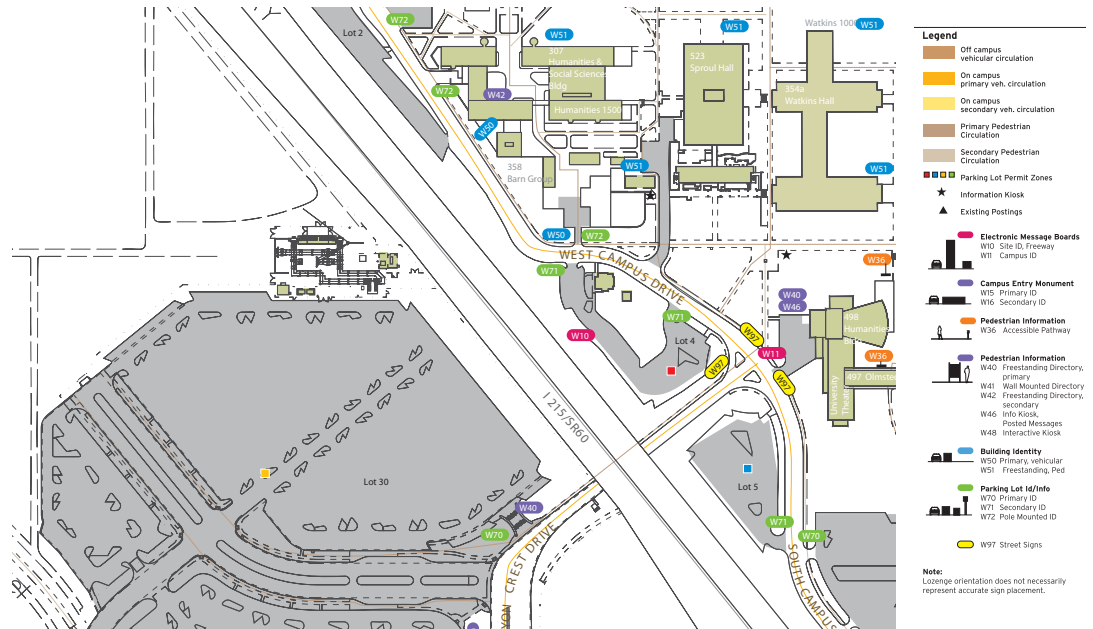 W72
Lot 2
W51
W51
Watkins 1000
W51
307
Humanities &
Social Sciences
Bldg
523
Sproul Hall
W72
W42
354a
Watkins Hall
Humanities 1500
W50
358
Barn Group
W51
W51
W50
W72
WEST CAMPUS DRIVE
W71
W36
W40
W46
W71
498
Humanities
Bldg
W10
Lot 4
W97
W11
W97
W97
W36
497 Olmsted
University
Theatre
I 215/SR60
Lot 30
Lot 5
W40
W70
W71
W70
YON CREST DRIVE
SOUTH CAMPUS
Legend
Off campus
vehicular circulation
On campus
primary veh. circulation
On campus
secondary veh. circulation
Primary Pedestrian
Circulation
Secondary Pedestrian
Circulation
Parking Lot Permit Zones
Information Kiosk
Existing Postings
Electronic Message Boards
W10 Site ID, Freeway
W11 Campus ID
Campus Entry Monument
W15 Primary ID
W16 Secondary ID
Pedestrian Information
W36 Accessible Pathway
Pedestrian Information
W40 Freestanding Directory,
primary
W41 Wall Mounted Directory
W42 Freestanding Directory,
secondary
W46 Info Kiosk,
Posted Messages
W48 Interactive Kiosk
Building Identity
W50 Primary, vehicular
W51 Freestanding, Ped
Parking Lot Id/Info
W70 Primary ID
W71 Secondary ID
W72 Pole Mounted ID
W97 Street Signs
Note:
Lozenge orientation does not necessarily
represent accurate sign placement.